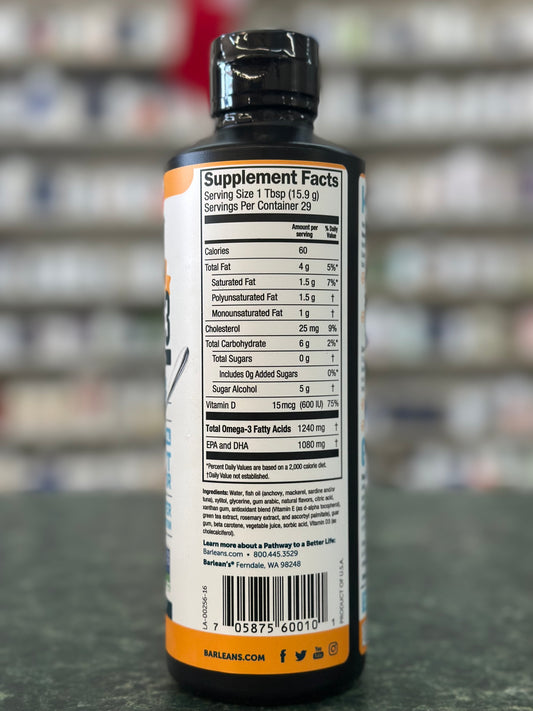 Supplement Facts
Serving Size 1 Tbsp (15.9 g)
Servings Per Container 29
Amount per serving % Daily Value
Calories 60
Total Fat 4 g 5%*
Saturated Fat 1.5 g 7%*
Polyunsaturated Fat 1.5 g †
Monounsaturated Fat 1 g †
Cholesterol 25 mg 9%
Total Carbohydrate 6 g 2%*
Total Sugars 0 g †
Includes 0g Added Sugars 0%*
Sugar Alcohol 5 g †
Vitamin D 15 mcg (600 IU) 75%
Total Omega-3 Fatty Acids 1240 mg †
EPA and DHA 1080 mg †
*Percent Daily Values are based on a 2,000 calorie diet.
†Daily Value not established.
Ingredients: Water, fish oil (anchovy, mackerel, sardine and/or
tuna), xylitol, glycerine, gum arabic, natural flavors, citric acid,
xanthan gum, antioxidant blend (Vitamin E (as d-alpha tocopherol),
green tea extract, rosemary extract, and ascorbyl palmitate), guar
gum, beta carotene, vegetable juice, sorbic acid, Vitamin D3 (as
cholecalciferol).
Learn more about a Pathway to a Better Life:
Barleans.com • 800.445.3529
Barlean's® Ferndale, WA 98248
LA-00256-16
7 05875 60010 1
PRODUCT OF U.S.A.
BARLEANS.COM
You Tube